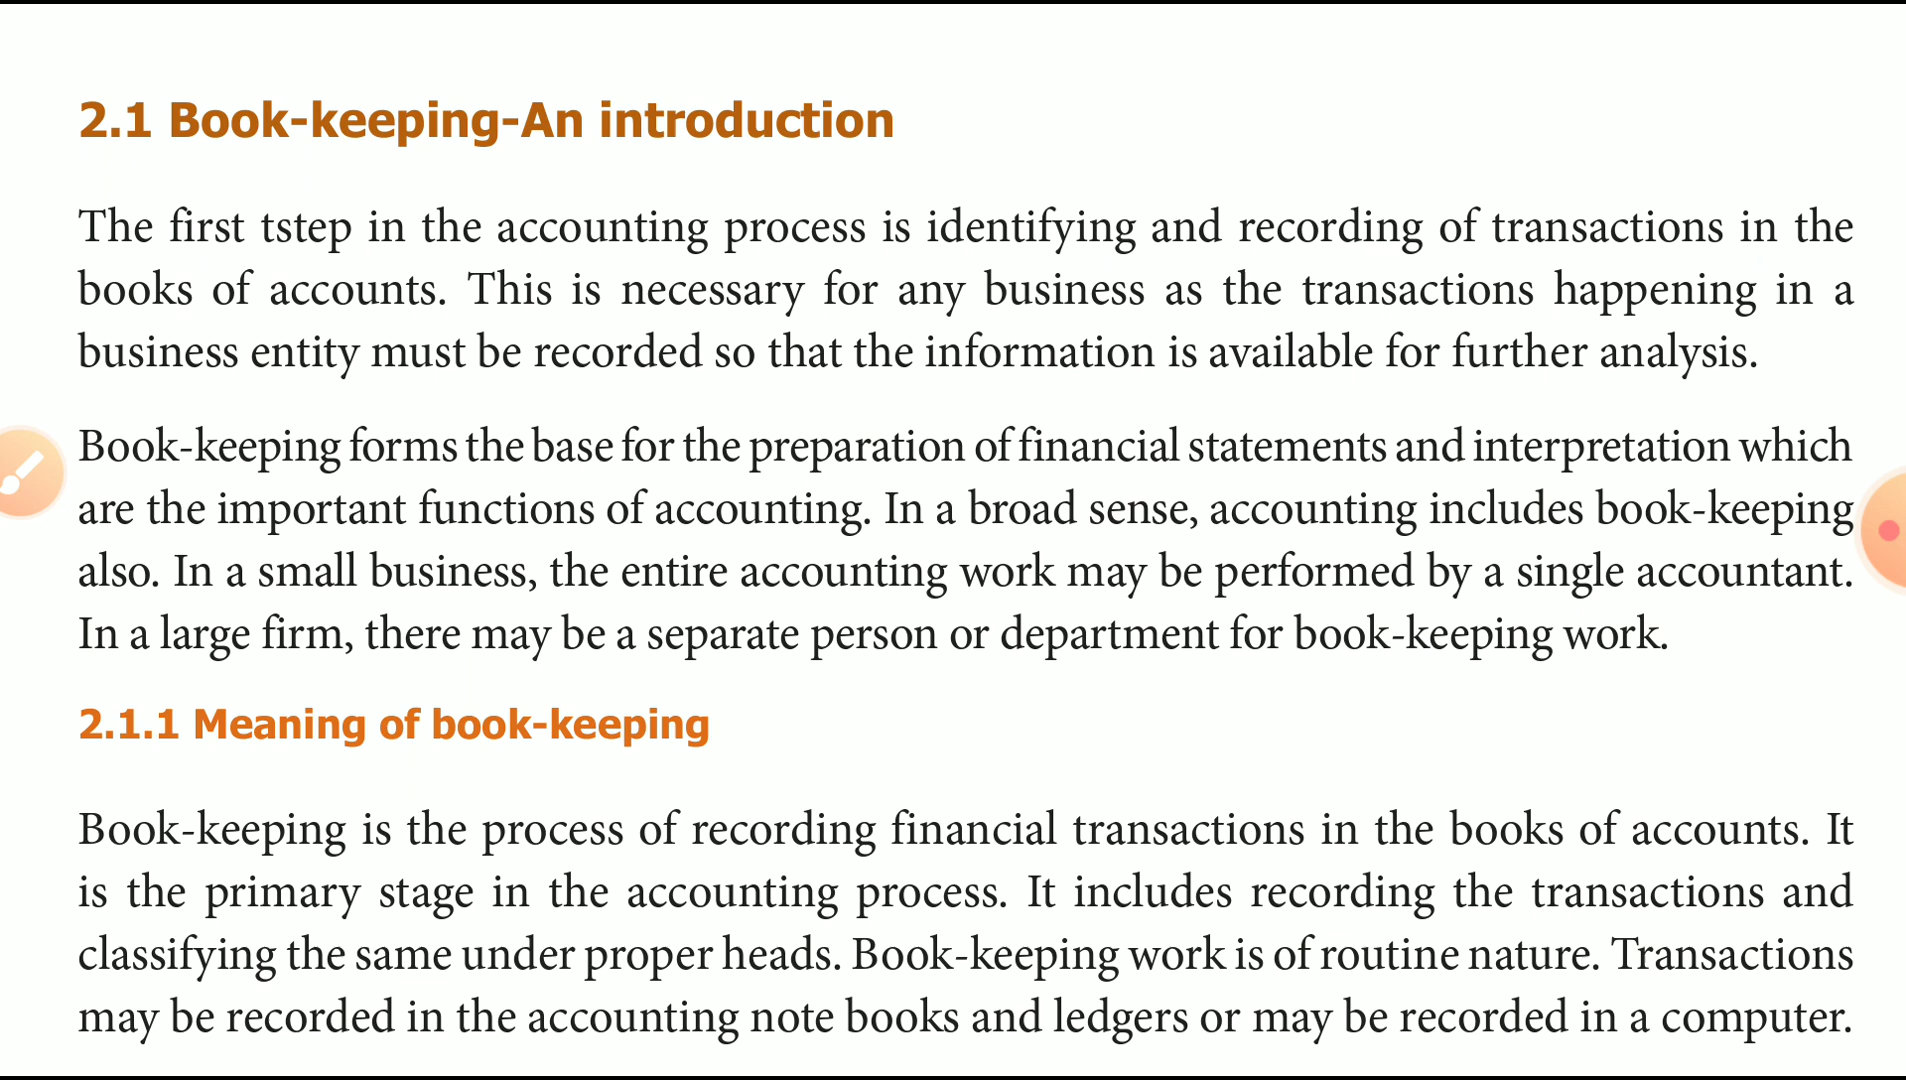 2.1 Book-keeping-An introduction
The first tstep in the accounting process is identifying and recording of transactions in the
books of accounts. This is necessary for any business as the transactions happening in a
business entity must be recorded so that the information is available for further analysis.
Book-keeping forms the base for the preparation of financial statements and interpretation which
are the important functions of accounting. In a broad sense, accounting includes book-keeping
also. In a small business, the entire accounting work may be performed by a single accountant.
In a large firm, there may be a separate person or department for book-keeping work.
2.1.1 Meaning of book-keeping
Book-keeping is the process of recording financial transactions in the books of accounts. It
is the primary stage in the accounting process. It includes recording the transactions and
classifying the same under proper heads. Book-keeping work is of routine nature. Transactions
may be recorded in the accounting note books and ledgers or may be recorded in a computer.